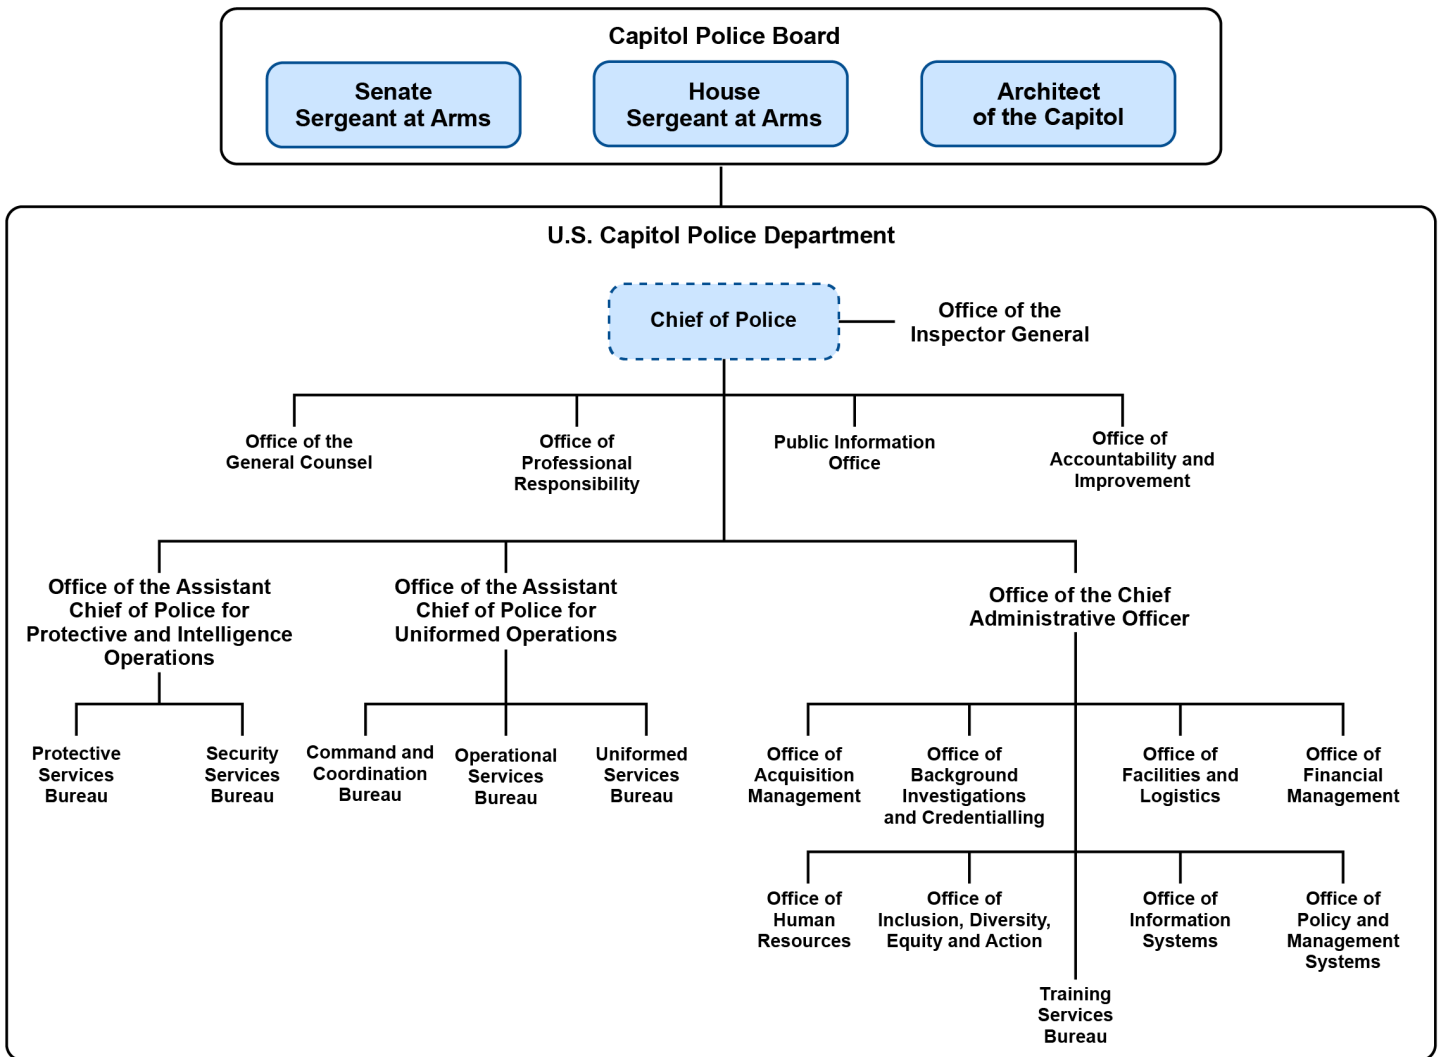 Capitol Police Board
Senate
Sergeant at Arms
House
Sergeant at Arms
Architect
of the Capitol
U.S. Capitol Police Department
Chief of Police
Office of the
Inspector General
Office of the
General Counsel
Office of
Professional
Responsibility
Public Information
Office
Office of
Accountability and
Improvement
Office of the Assistant
Chief of Police for
Protective and Intelligence
Operations
Office of the Assistant
Chief of Police for
Uniformed Operations
Office of the Chief
Administrative Officer
Protective
Services
Bureau
Security
Services
Bureau
Command and
Coordination
Bureau
Operational
Services
Bureau
Uniformed
Services
Bureau
Office of
Acquisition
Management
Office of
Background
Investigations
and Credentialling
Office of
Facilities and
Logistics
Office of
Financial
Management
Office of
Human
Resources
Office of
Inclusion, Diversity,
Equity and Action
Office of
Information
Systems
Office of
Policy and
Management
Systems
Training
Services
Bureau